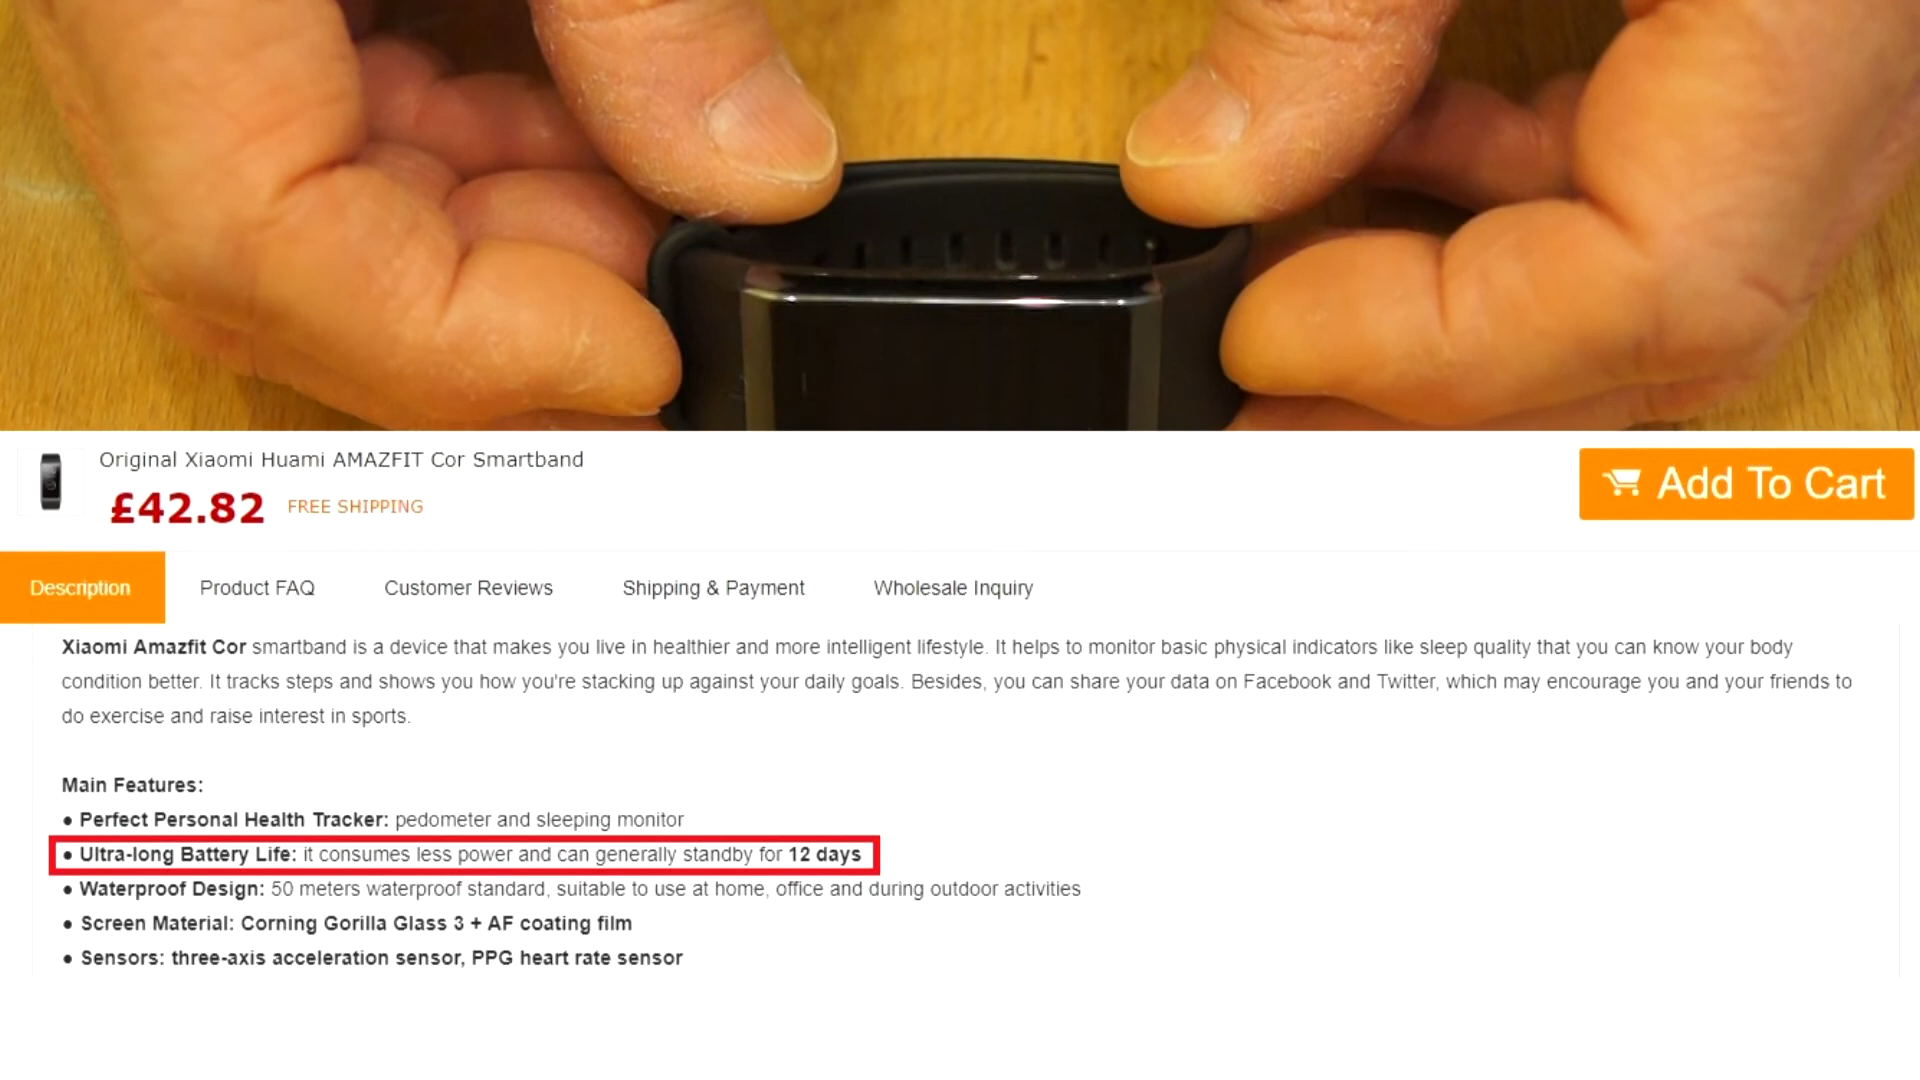 Original Xiaomi Huami AMAZFIT Cor Smartband
£42.82 FREE SHIPPING
Add To Cart
Description Product FAQ Customer Reviews Shipping & Payment Wholesale Inquiry
Xiaomi Amazfit Cor smartband is a device that makes you live in healthier and more intelligent lifestyle. It helps to monitor basic physical indicators like sleep quality that you can know your body
condition better. It tracks steps and shows you how you're stacking up against your daily goals. Besides, you can share your data on Facebook and Twitter, which may encourage you and your friends to
do exercise and raise interest in sports.
Main Features:
● Perfect Personal Health Tracker: pedometer and sleeping monitor
● Ultra-long Battery Life: it consumes less power and can generally standby for 12 days
● Waterproof Design: 50 meters waterproof standard, suitable to use at home, office and during outdoor activities
● Screen Material: Corning Gorilla Glass 3 + AF coating film
● Sensors: three-axis acceleration sensor, PPG heart rate sensor